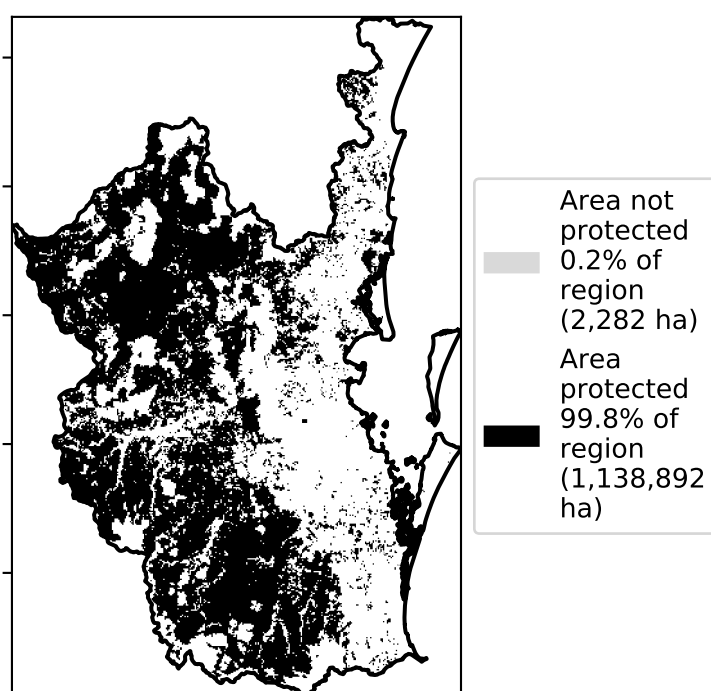 Area not
protected
0.2% of
region
(2,282 ha)
Area
protected
99.8% of
region
(1,138,892
ha)